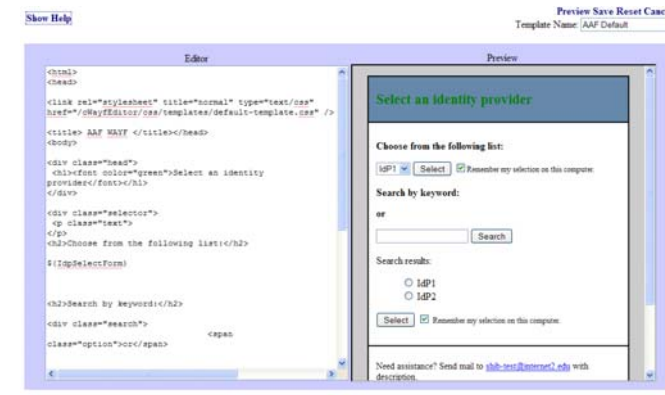 Show Help
Preview Save Reset Canc
Template Name: AAF Default
Editor
<html>
<head>
<link rel="stylesheet" title="normal" type="text/css"
href="/cWayfEditor/css/templates/default-template.css" />
<title> AAF WAYF </title></head>
<body>
<div class="head">
<h1><font color="green">Select an identity
provider</font></h1>
</div>
<div class="selector">
<p class="text">
</p>
<h2>Choose from the following list:</h2>
${IdpSelectForm}
<h2>Search by keyword:</h2>
<div class="search">
<span
class="option">or</span>
Preview
Select an identity provider
Choose from the following list:
IdP1 Select Remember my selection on this computer.
Search by keyword:
or
Search
Search results:
IdP1
IdP2
Select Remember my selection on this computer.
Need assistance? Send mail to shib-test@internet2.edu with
description.